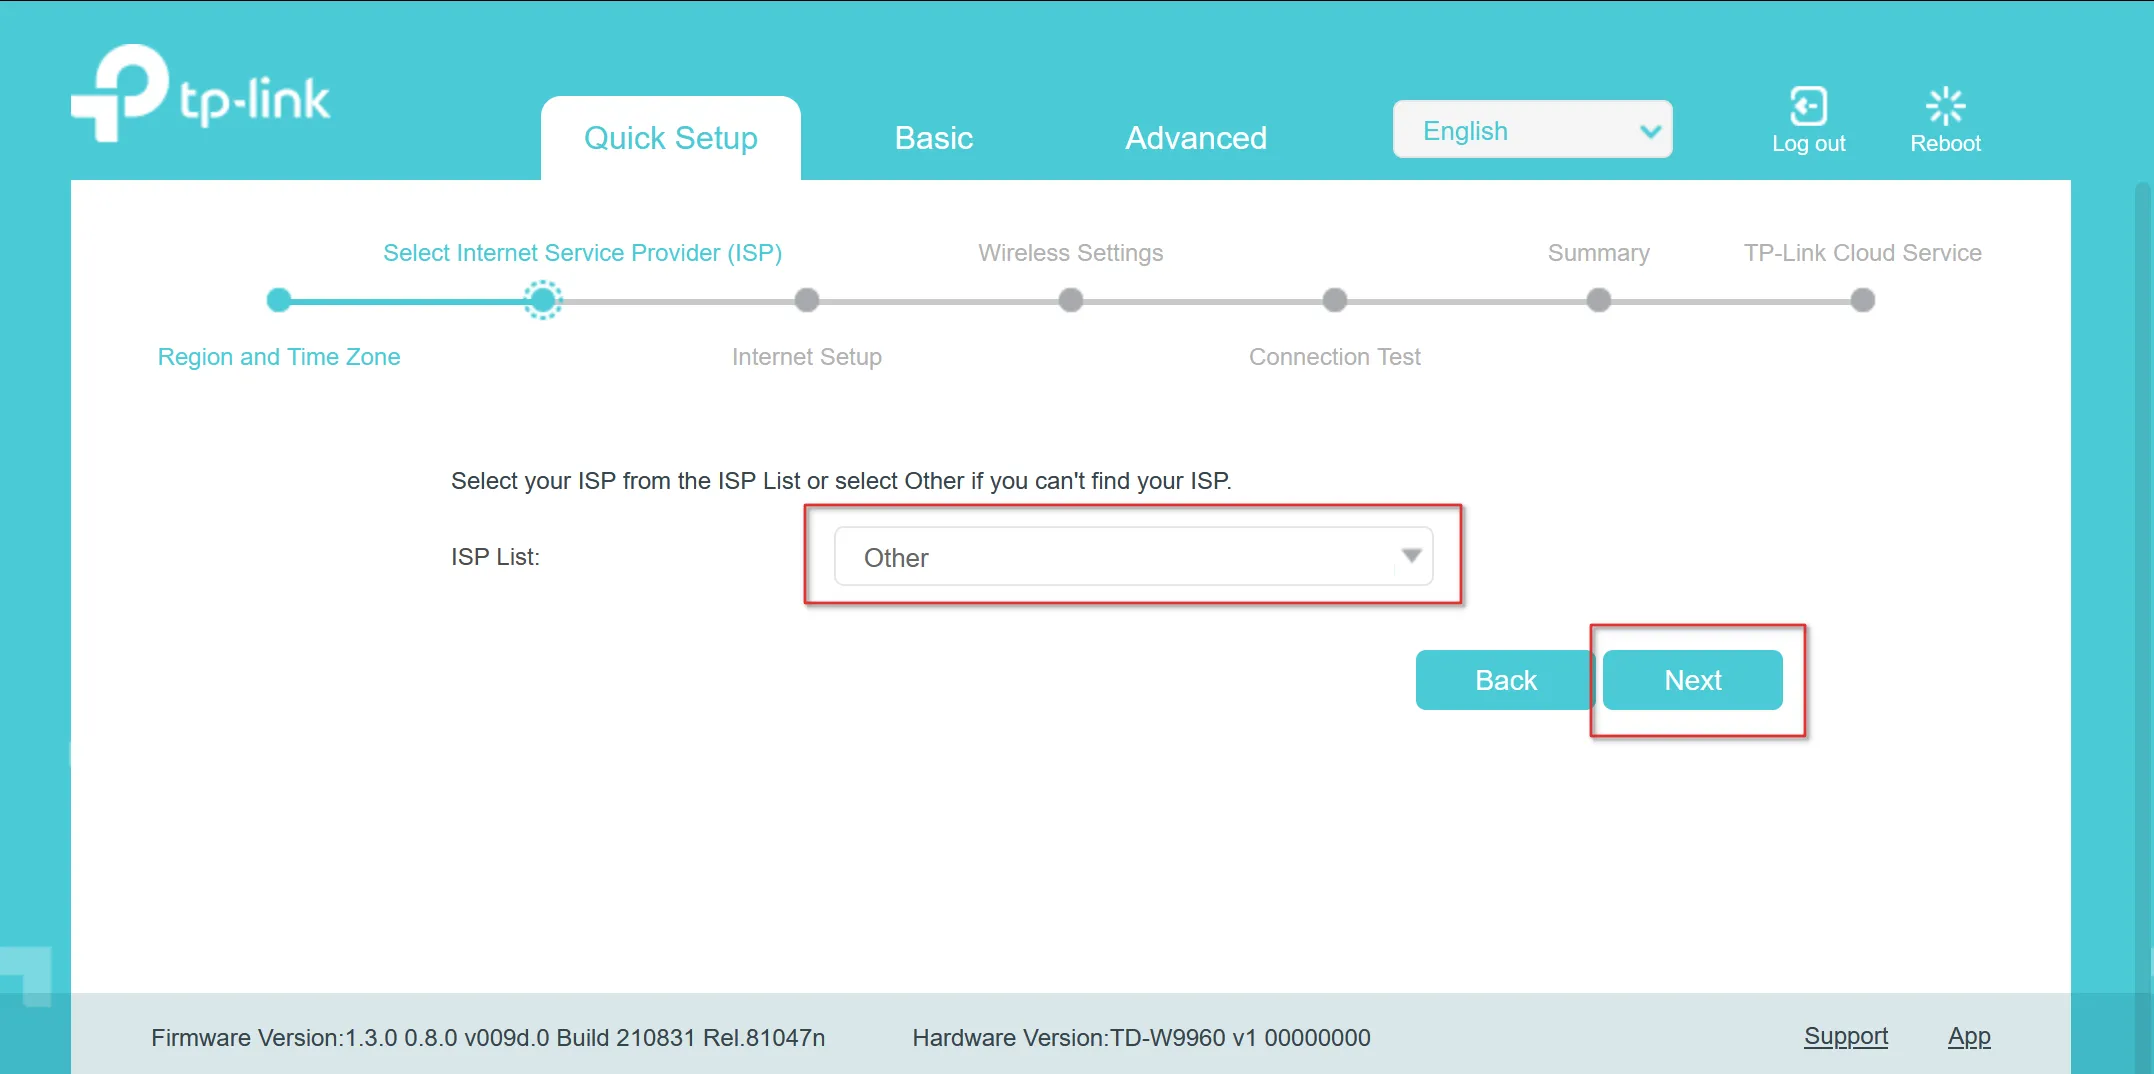 tp-link
Quick Setup
Basic
Advanced
English
Log out
Reboot
Select Internet Service Provider (ISP)
Wireless Settings
Summary
TP-Link Cloud Service
Region and Time Zone
Internet Setup
Connection Test
Select your ISP from the ISP List or select Other if you can't find your ISP.
ISP List:
Other
Back
Next
Firmware Version:1.3.0 0.8.0 v009d.0 Build 210831 Rel.81047n
Hardware Version:TD-W9960 v1 00000000
Support
App